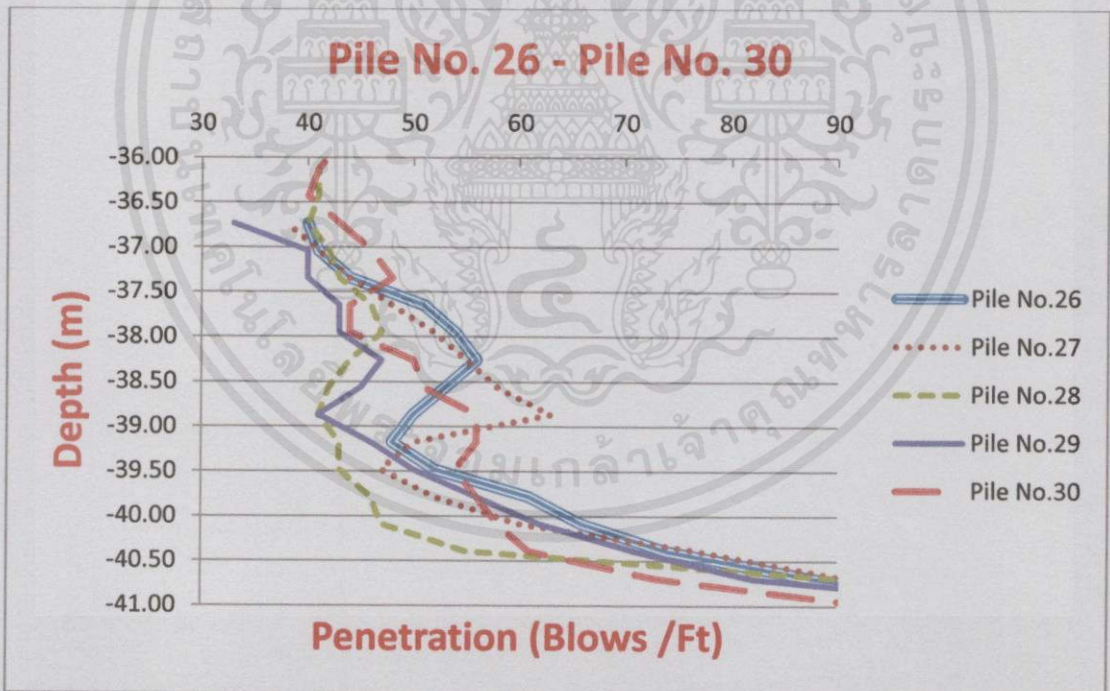 Pile No. 26 - Pile No. 30
30 40 50 60 70 80 90
-36.00
-36.50
-37.00
-37.50
-38.00
-38.50
-39.00
-39.50
-40.00
-40.50
-41.00
Depth (m)
Penetration (Blows /Ft)
Pile No.26
Pile No.27
Pile No.28
Pile No.29
Pile No.30